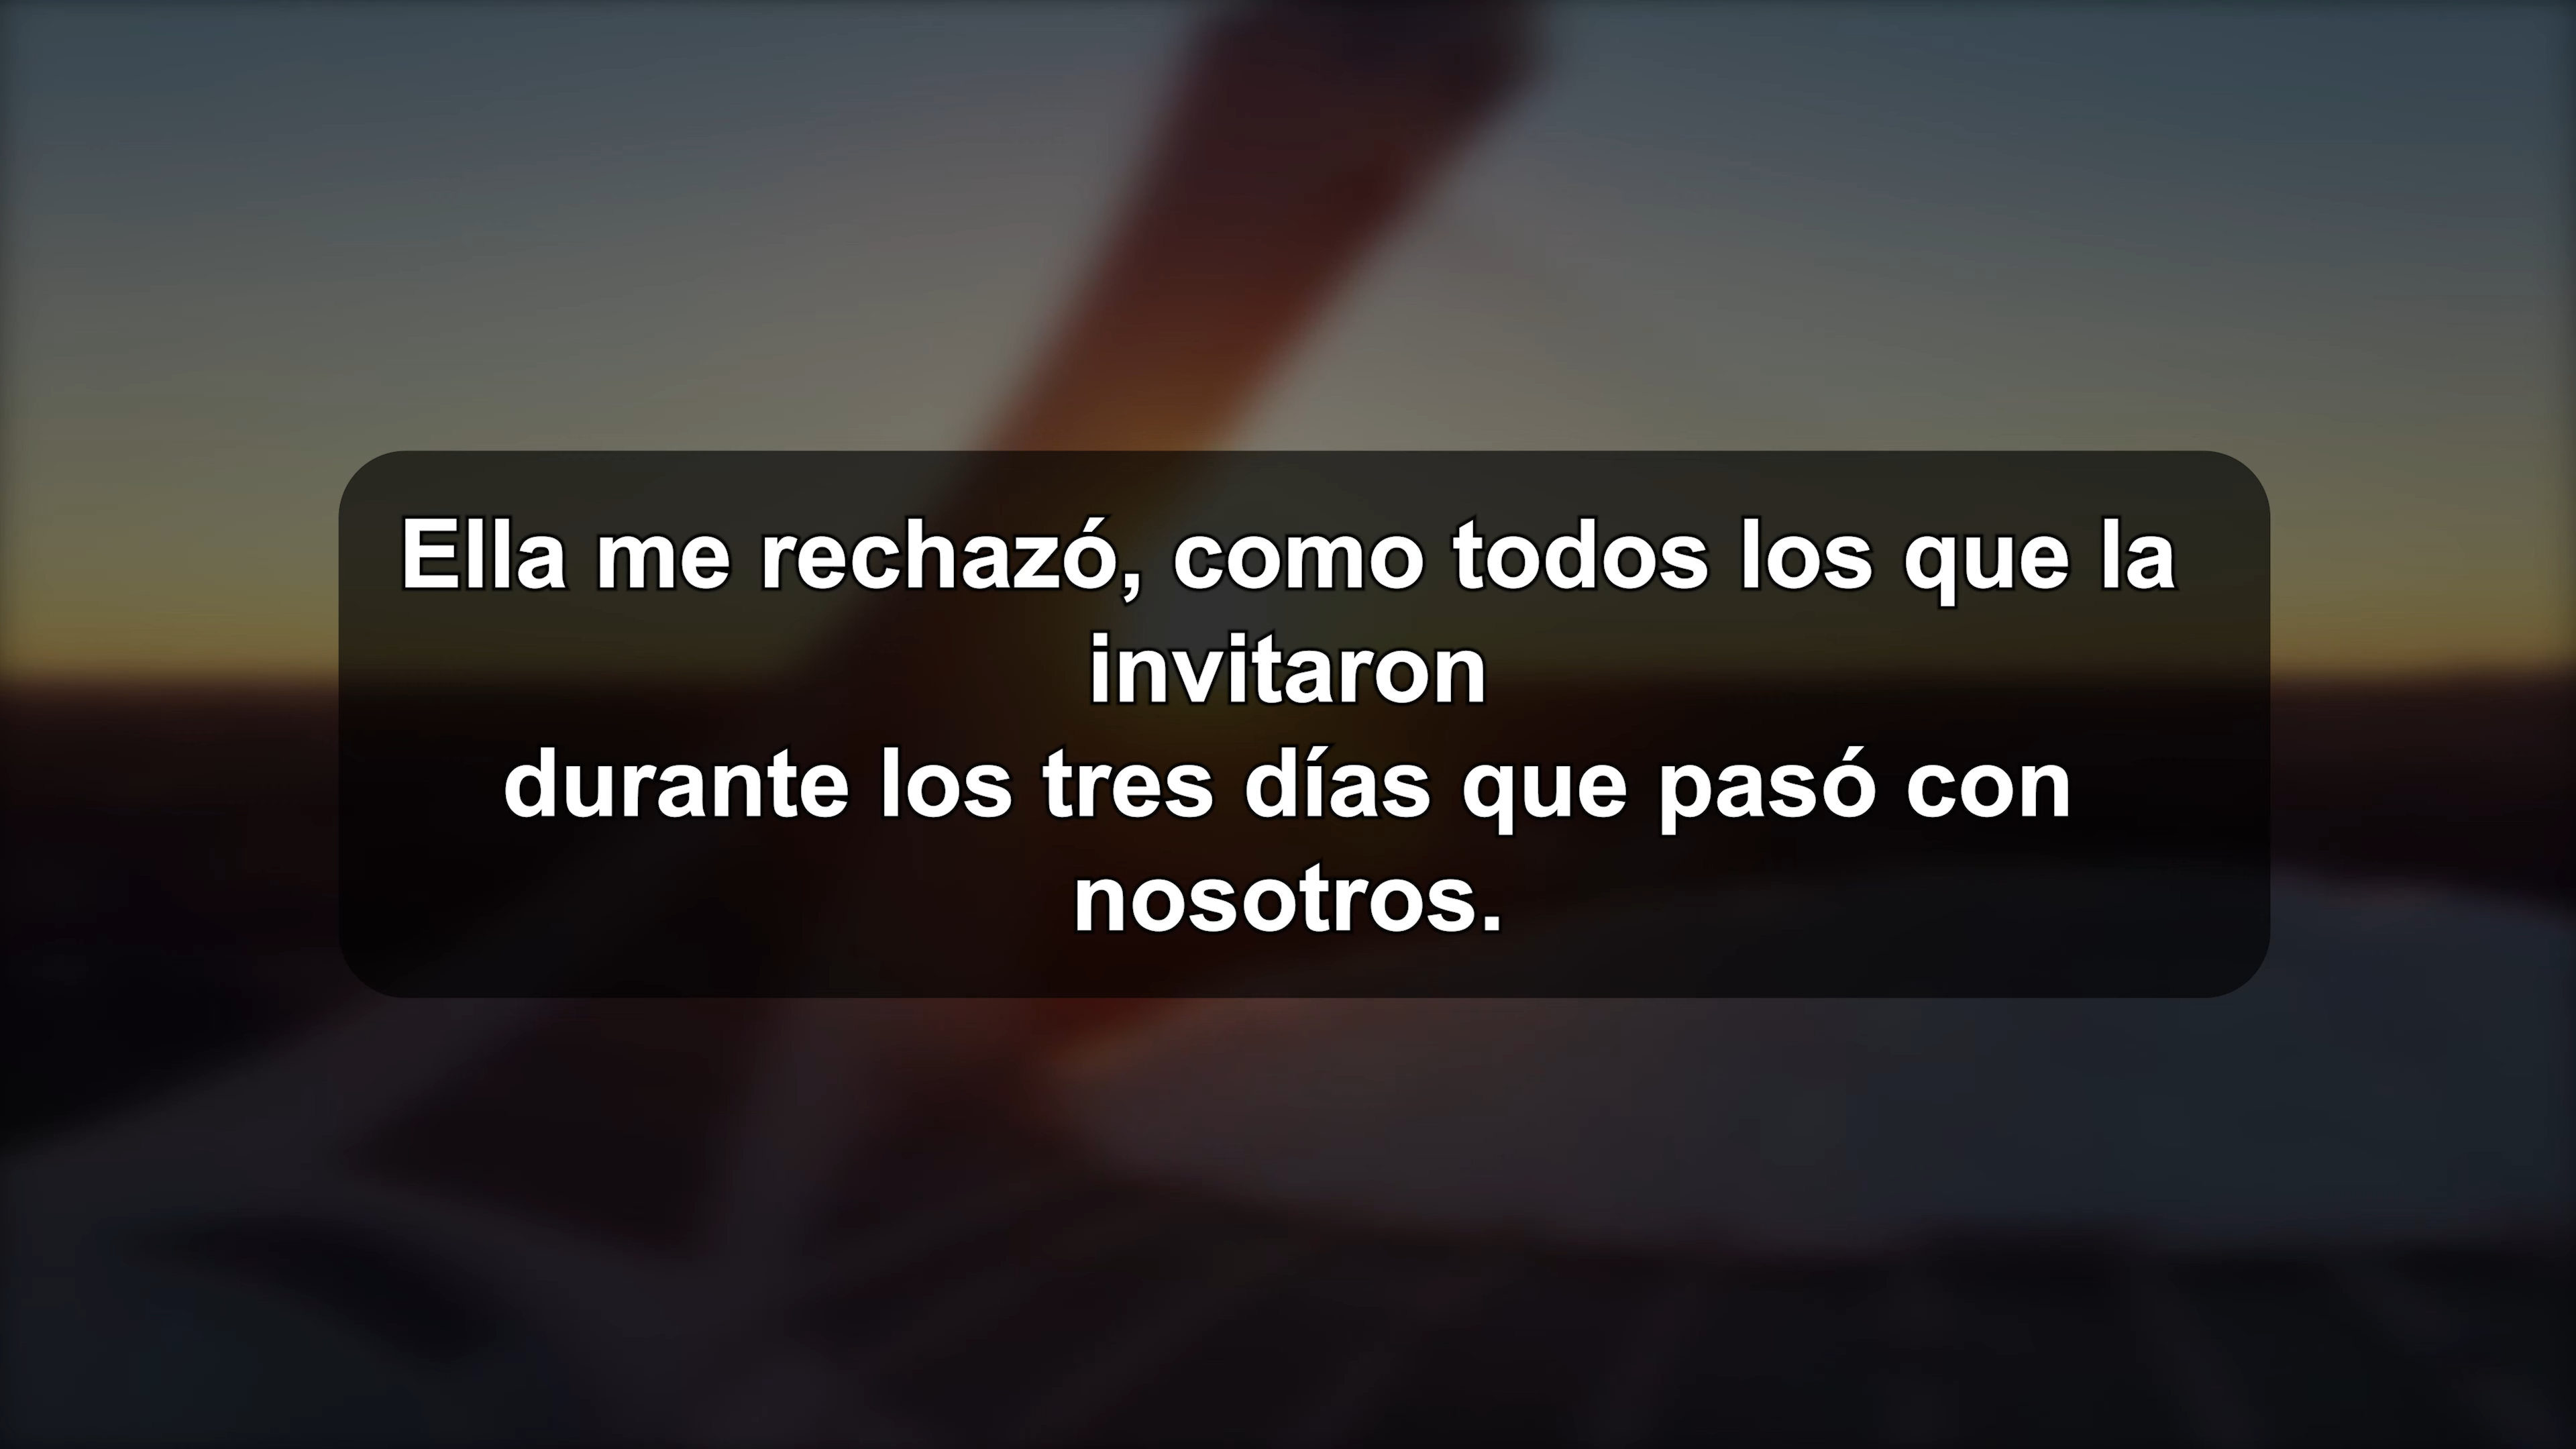 Ella me rechazó, como todos los que la
invitaron
durante los tres días que pasó con
nosotros.